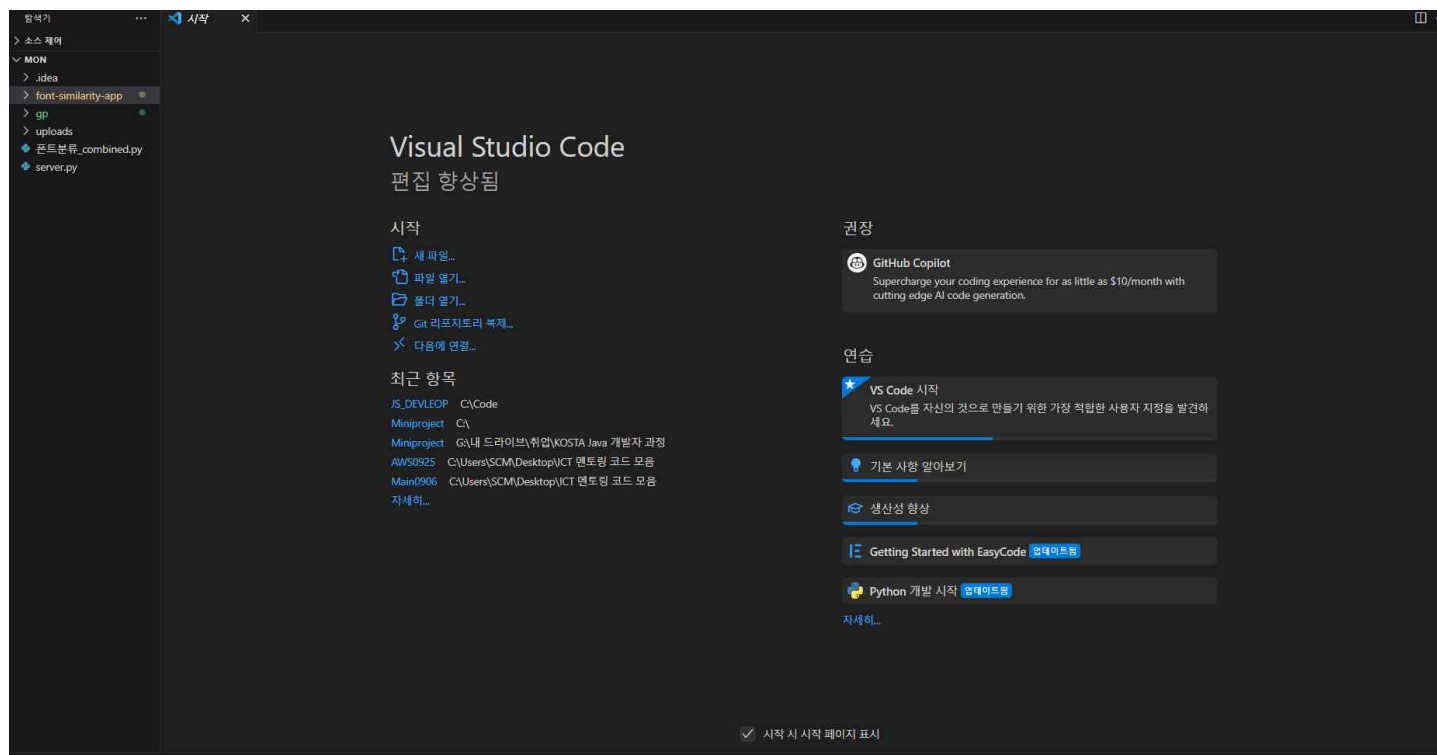 탐색기 ···
시작
소스 제어
MON
.idea
font-similarity-app
gp
uploads
폰트분류_combined.py
server.py
Visual Studio Code
편집 향상됨
시작
새 파일...
파일 열기...
폴더 열기...
Git 리포지토리 복제...
다음에 연결...
최근 항목
JS_DEVLEOP C:\Code
Miniproject C:\
Miniproject G:\내 드라이브\취업\KOSTA Java 개발자 과정
AWS0925 C:\Users\SCM\Desktop\ICT 멘토링 코드 모음
Main0906 C:\Users\SCM\Desktop\ICT 멘토링 코드 모음
자세히...
권장
GitHub Copilot
Supercharge your coding experience for as little as $10/month with
cutting edge AI code generation.
연습
VS Code 시작
VS Code를 자신의 것으로 만들기 위한 가장 적합한 사용자 지정을 발견하
세요.
기본 사항 알아보기
생산성 향상
Getting Started with EasyCode 업데이트됨
Python 개발 시작 업데이트됨
자세히...
시작 시 시작 페이지 표시